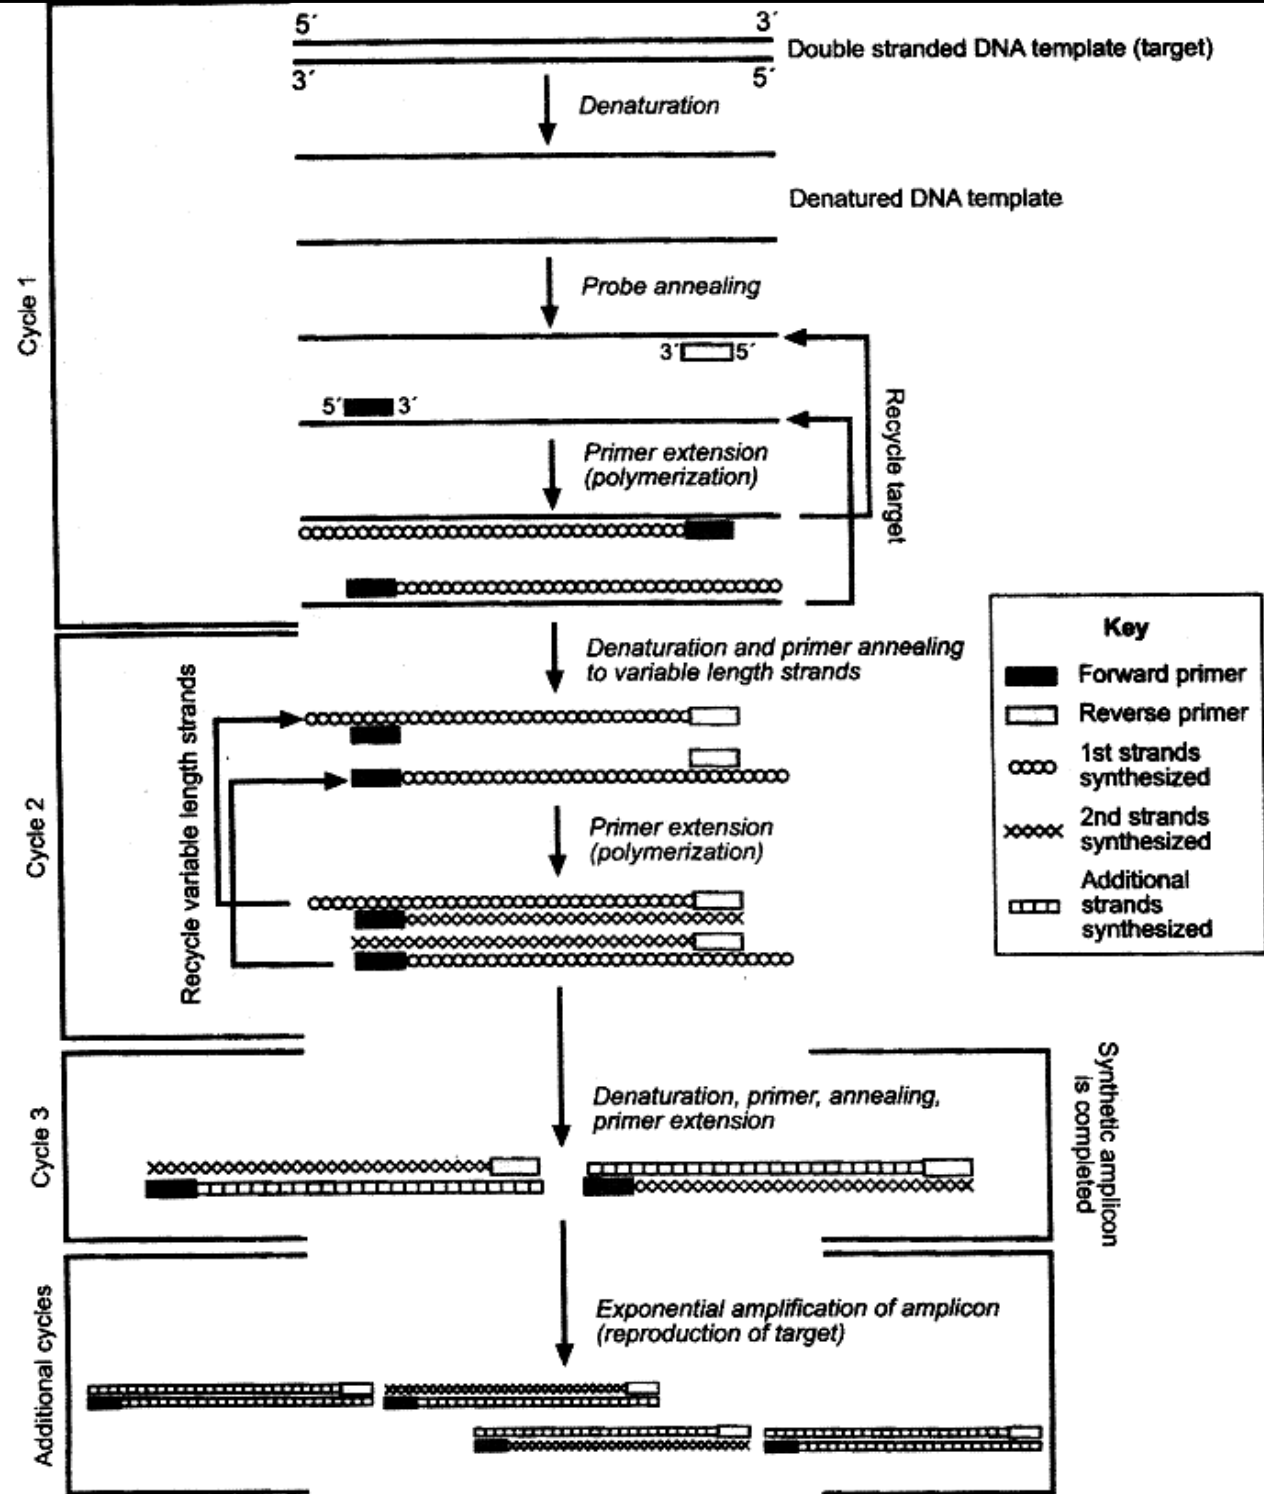 5´ 3´
Double stranded DNA template (target)
3´ 5´
Denaturation
Denatured DNA template
Probe annealing
3´ 5´
5´ 3´
Primer extension
(polymerization)
Recycle target
Cycle 1
Denaturation and primer annealing
to variable length strands
Recycle variable length strands
Primer extension
(polymerization)
Cycle 2
Key
Forward primer
Reverse primer
1st strands
synthesized
2nd strands
synthesized
Additional
strands
synthesized
Denaturation, primer, annealing,
primer extension
Cycle 3
Synthetic amplicon
is completed
Exponential amplification of amplicon
(reproduction of target)
Additional cycles